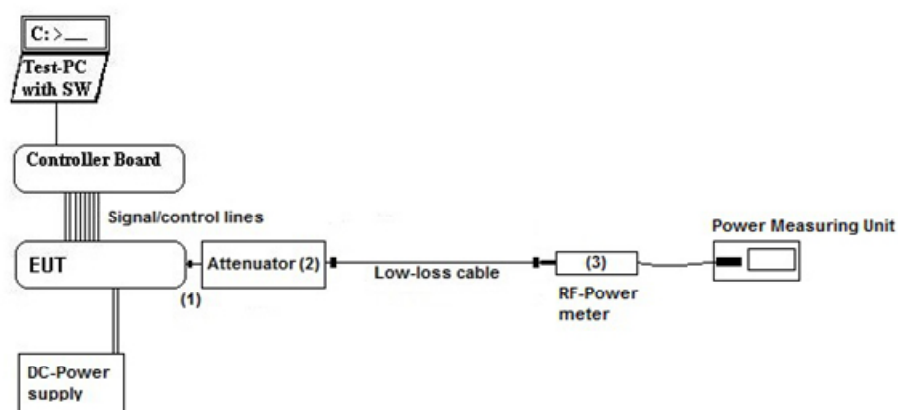 C:>__
Test-PC
with SW
Controller Board
Signal/control lines
EUT
(1)
Attenuator (2)
Low-loss cable
(3)
RF-Power
meter
Power Measuring Unit
DC-Power
supply